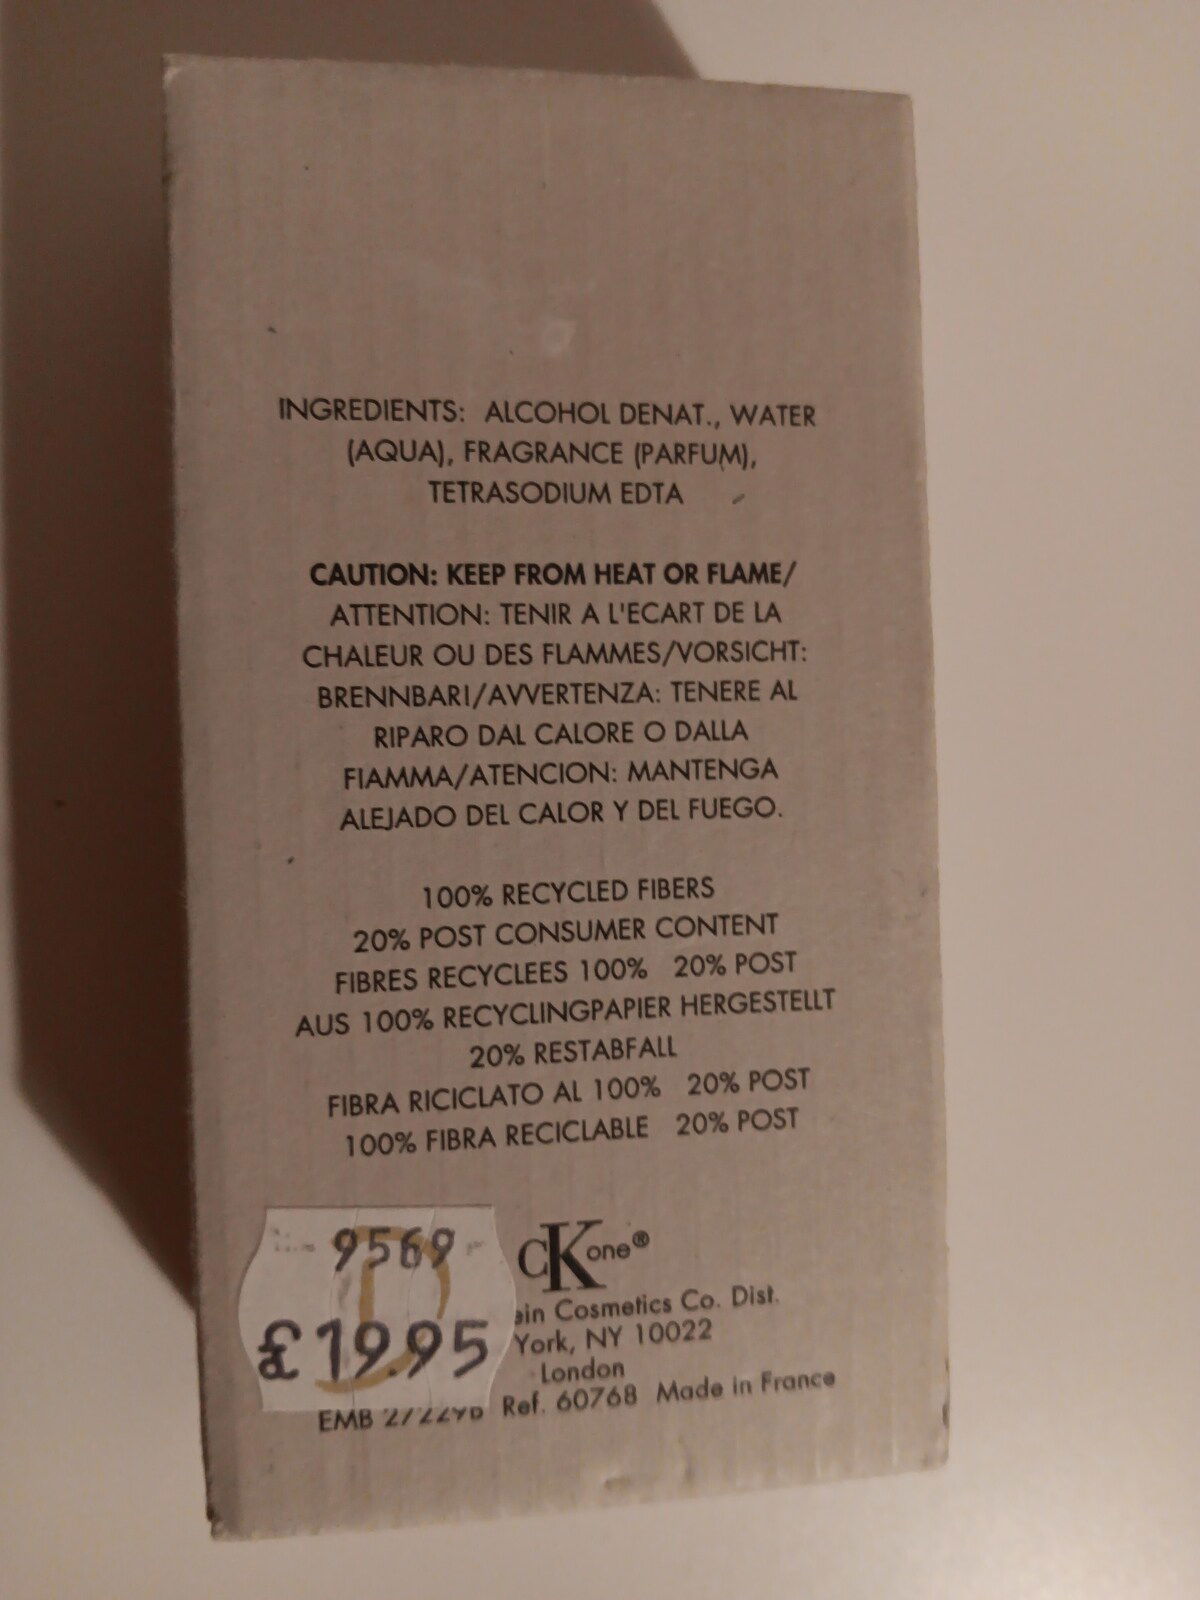 INGREDIENTS: ALCOHOL DENAT., WATER
(AQUA), FRAGRANCE (PARFUM),
TETRASODIUM EDTA
CAUTION: KEEP FROM HEAT OR FLAME/
ATTENTION: TENIR A L'ECART DE LA
CHALEUR OU DES FLAMMES/VORSICHT:
BRENNBARI/AVVERTENZA: TENERE AL
RIPARO DAL CALORE O DALLA
FIAMMA/ATENCION: MANTENGA
ALEJADO DEL CALOR Y DEL FUEGO.
100% RECYCLED FIBERS
20% POST CONSUMER CONTENT
FIBRES RECYCLEES 100% 20% POST
AUS 100% RECYCLINGPAPIER HERGESTELLT
20% RESTABFALL
FIBRA RICICLATO AL 100% 20% POST
100% FIBRA RECICLABLE 20% POST
9569
£19.95
cK one®
ein Cosmetics Co. Dist.
York, NY 10022
London
EMB Ref. 60768 Made in France